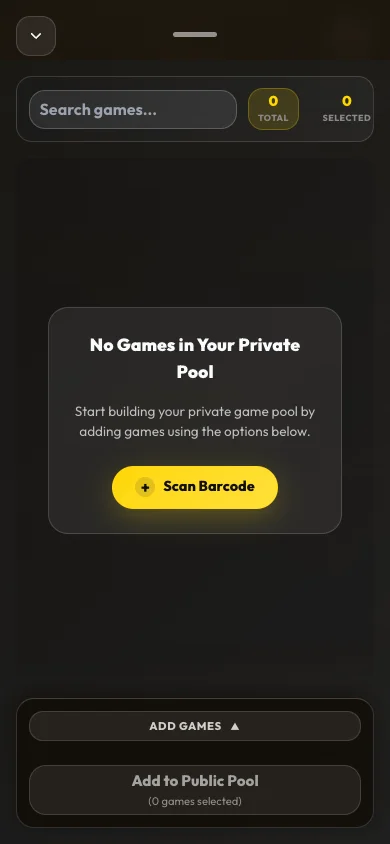 Search games...
0
TOTAL
0
SELECTED
No Games in Your Private
Pool
Start building your private game pool by
adding games using the options below.
+ Scan Barcode
ADD GAMES ▲
Add to Public Pool
(0 games selected)